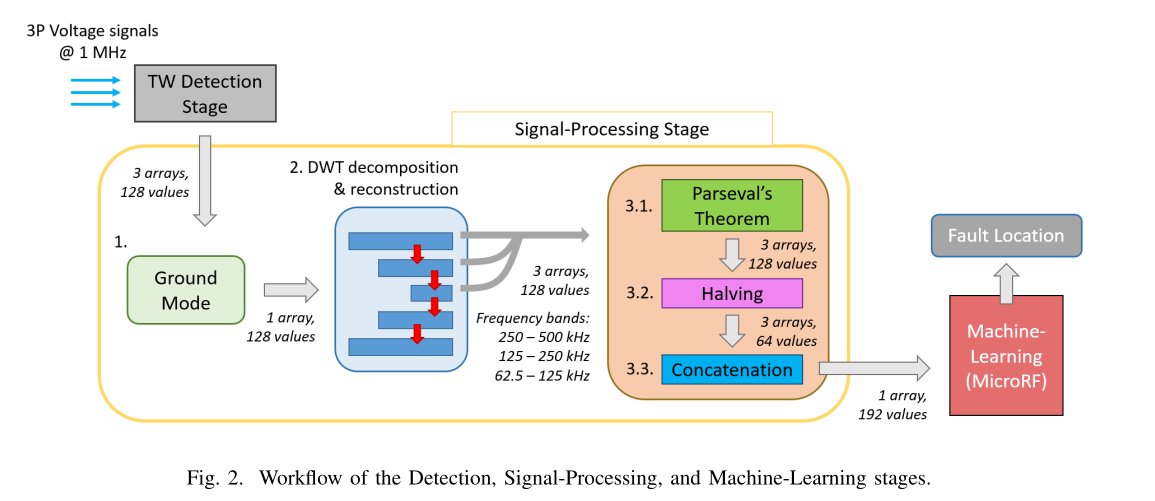 3P Voltage signals
@ 1 MHz
TW Detection
Stage
Signal-Processing Stage
3 arrays,
128 values
1.
Ground
Mode
1 array,
128 values
2. DWT decomposition
& reconstruction
3 arrays,
128 values
Frequency bands:
250 – 500 kHz
125 – 250 kHz
62.5 – 125 kHz
3.1.
Parseval's
Theorem
3 arrays,
128 values
3.2.
Halving
3 arrays,
64 values
3.3.
Concatenation
1 array,
192 values
Machine-
Learning
(MicroRF)
Fault Location
Fig. 2. Workflow of the Detection, Signal-Processing, and Machine-Learning stages.